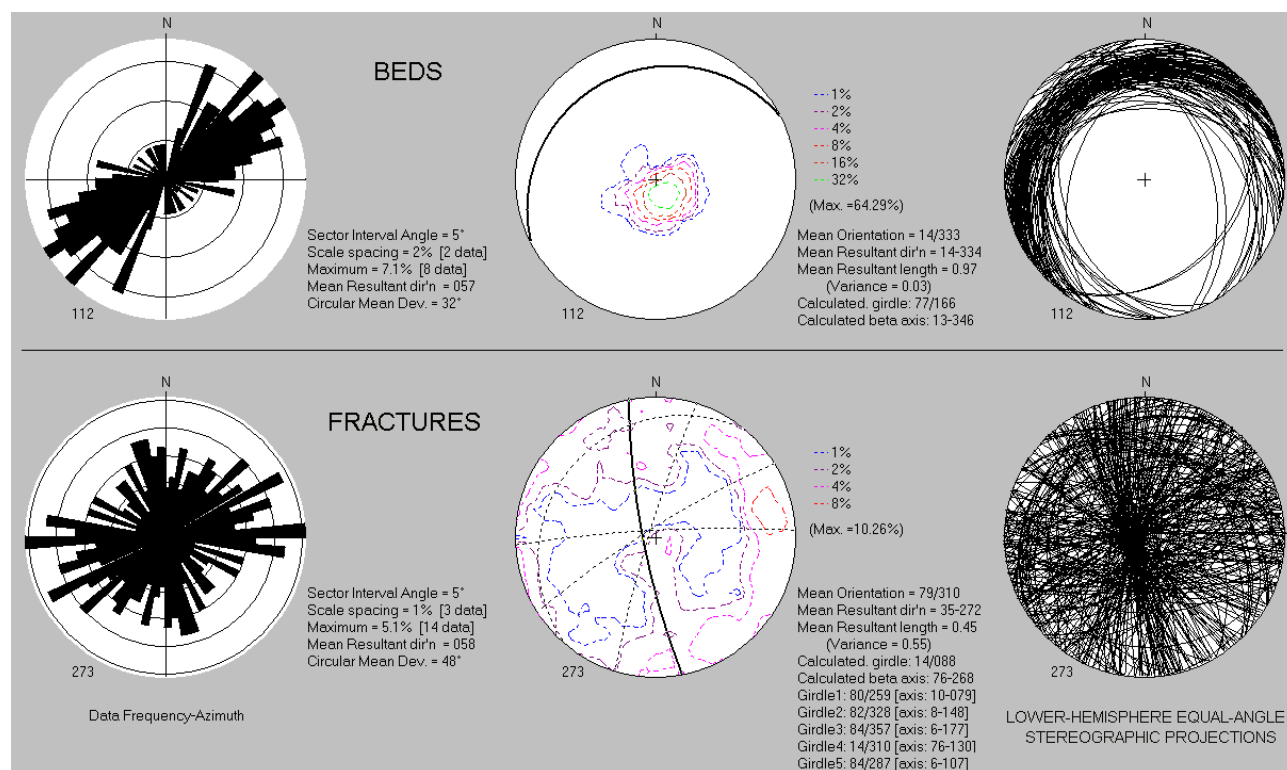 N
N
N
BEDS
1%
2%
4%
8%
16%
32%
(Max. =64.29%)
Sector Interval Angle = 5°
Scale spacing = 2% [2 data]
Maximum = 7.1% [8 data]
Mean Resultant dir'n = 057
Circular Mean Dev. = 32°
Mean Orientation = 14/333
Mean Resultant dir'n = 14-334
Mean Resultant length = 0.97
(Variance = 0.03)
Calculated. girdle: 77/166
Calculated beta axis: 13-346
112
112
112
N
N
N
FRACTURES
1%
2%
4%
8%
(Max. =10.26%)
Sector Interval Angle = 5°
Scale spacing = 1% [3 data]
Maximum = 5.1% [14 data]
Mean Resultant dir'n = 058
Circular Mean Dev. = 48°
Mean Orientation = 79/310
Mean Resultant dir'n = 35-272
Mean Resultant length = 0.45
(Variance = 0.55)
Calculated. girdle: 14/088
Calculated beta axis: 76-268
Girdle1: 80/259 [axis: 10-079]
Girdle2: 82/328 [axis: 8-148]
Girdle3: 84/357 [axis: 6-177]
Girdle4: 14/310 [axis: 76-130]
Girdle5: 84/287 [axis: 6-107]
273
273
273
Data Frequency-Azimuth
LOWER-HEMISPHERE EQUAL-ANGLE
STEREOGRAPHIC PROJECTIONS